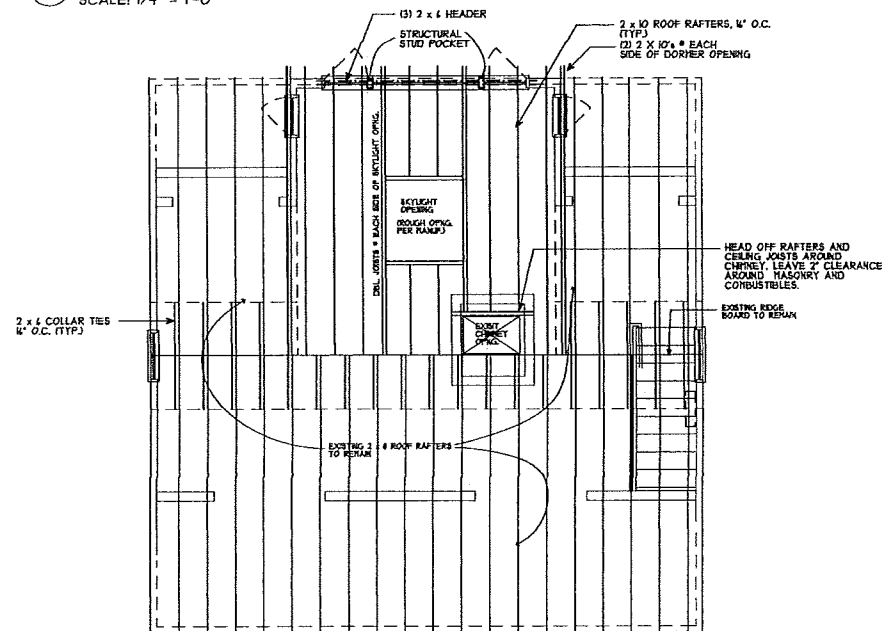 SCALE: 1/4" = 1'-0"
(3) 2 x 6 HEADER
STRUCTURAL
STUD POCKET
2 x 10 ROOF RAFTERS, 16" O.C.
(TYP.)
(2) 2 X 10's @ EACH
SIDE OF DORMER OPENING
DBL. JOISTS @ EACH SIDE OF SKYLIGHT OPNG.
SKYLIGHT
OPENING
(ROUGH OPNG.
PER MANUF.)
HEAD OFF RAFTERS AND
CEILING JOISTS AROUND
CHIMNEY. LEAVE 2" CLEARANCE
AROUND MASONRY AND
COMBUSTIBLES.
EXISTING RIDGE
BOARD TO REMAIN
2 x 6 COLLAR TIES
16" O.C. (TYP.)
EXIST
CHIMNEY
OPNG.
EXISTING 2 x 8 ROOF RAFTERS
TO REMAIN